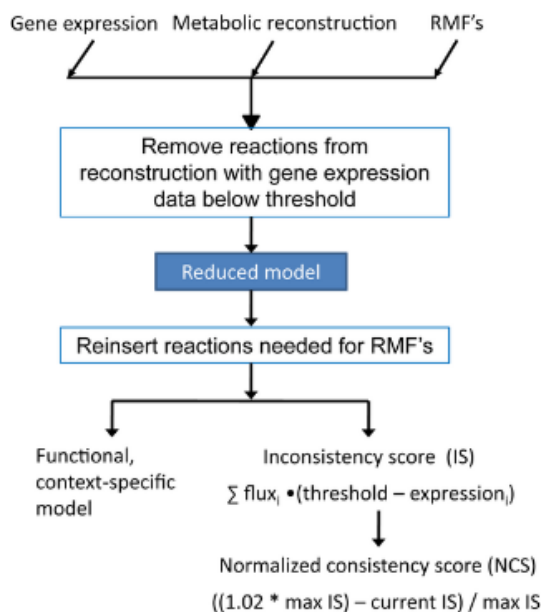 Gene expression Metabolic reconstruction RMF's
Remove reactions from
reconstruction with gene expression
data below threshold
Reduced model
Reinsert reactions needed for RMF's
Functional,
context-specific
model
Inconsistency score (IS)
∑ fluxᵢ •(threshold – expressionᵢ)
Normalized consistency score (NCS)
((1.02 * max IS) – current IS) / max IS